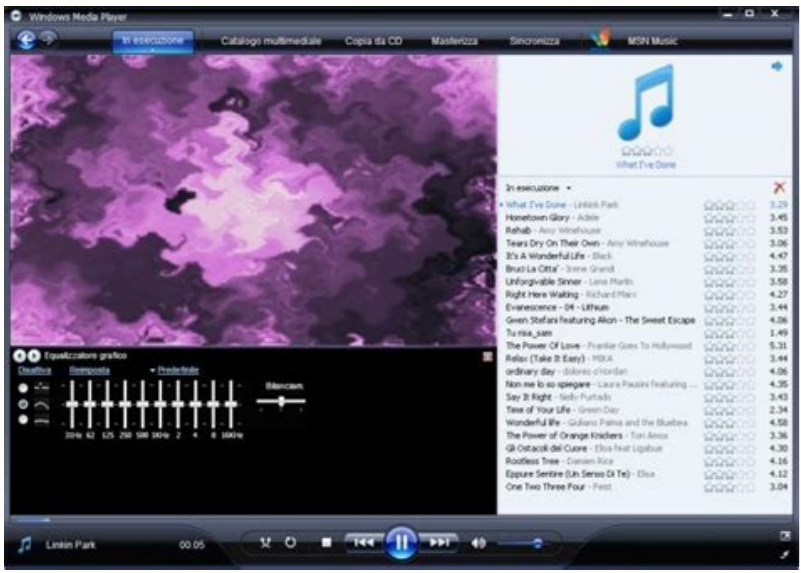 Windows Media Player
In esecuzione Catalogo multimediale Copia da CD Masterizza Sincronizza MSN Music
What I've Done
In esecuzione
What I've Done - Linkin Park 3.29
Hometown Glory - Adele 3.45
Rehab - Amy Winehouse 3.53
Tears Dry On Their Own - Amy Winehouse 3.06
It's A Wonderful Life - Black 4.47
Bruci La Citta' - Irene Grandi 3.35
Unforgivable Sinner - Lene Marlin 3.58
Right Here Waiting - Richard Marx 4.27
Evanescence - 04 - Lithium 3.44
Gwen Stefani featuring Akon - The Sweet Escape 4.06
Tu risa_sam 1.49
The Power Of Love - Frankie Goes To Hollywood 5.31
Relax (Take It Easy) - MIKA 3.44
ordinary day - dolores o'riordan 4.06
Non me lo so spiegare - Laura Pausini featuring ... 4.35
Say It Right - Nelly Furtado 3.43
Time of Your Life - Green Day 2.34
Wonderful life - Giuliano Palma and the Bluebea 4.58
The Power of Orange Knickers - Tori Amos 3.36
Gli Ostacoli del Cuore - Elisa feat Ligabue 4.30
Rootless Tree - Damien Rice 4.16
Eppure Sentire (Un Senso Di Te) - Elisa 4.12
One Two Three Four - Feist 3.04
Equalizzatore grafico
Disattiva Reimposta Predefinite
Bilanciam.
31Hz 62 125 250 500 1KHz 2 4 8 16KHz
Linkin Park 00:05